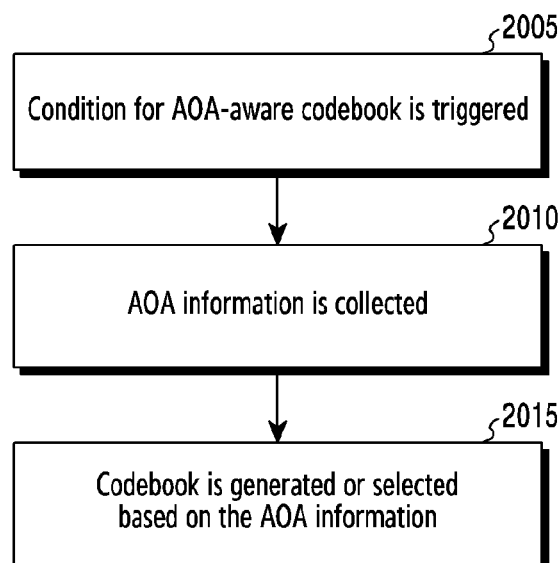 2005
Condition for AOA-aware codebook is triggered
2010
AOA information is collected
2015
Codebook is generated or selected
based on the AOA information